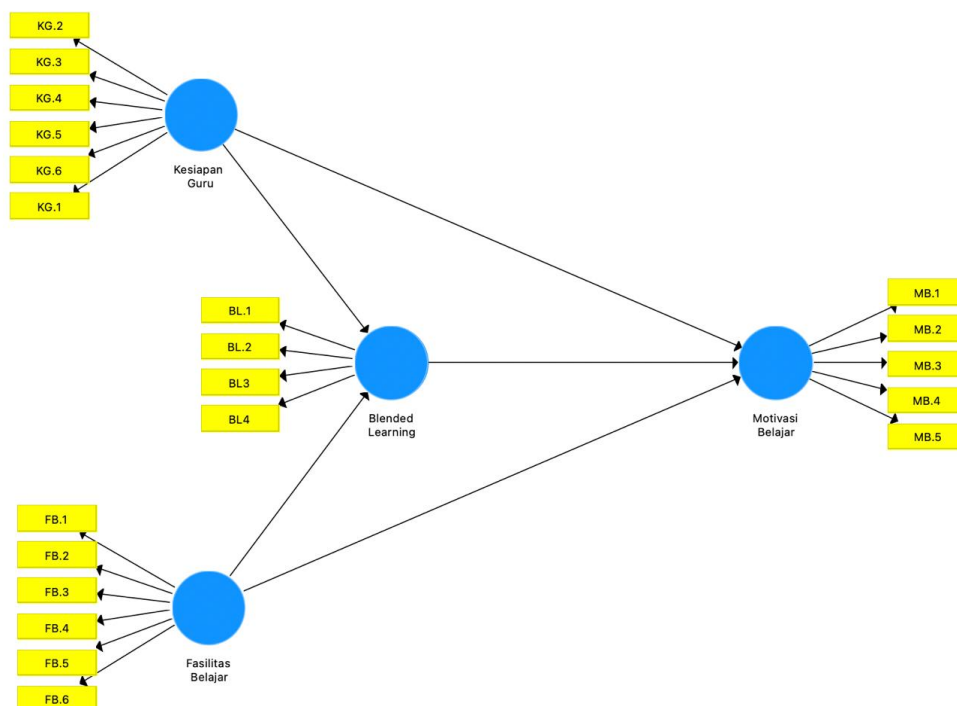 KG.2
KG.3
KG.4
KG.5
KG.6
KG.1
Kesiapan
Guru
BL.1
BL.2
BL3
BL4
Blended
Learning
MB.1
MB.2
MB.3
MB.4
MB.5
Motivasi
Belajar
FB.1
FB.2
FB.3
FB.4
FB.5
FB.6
Fasilitas
Belajar